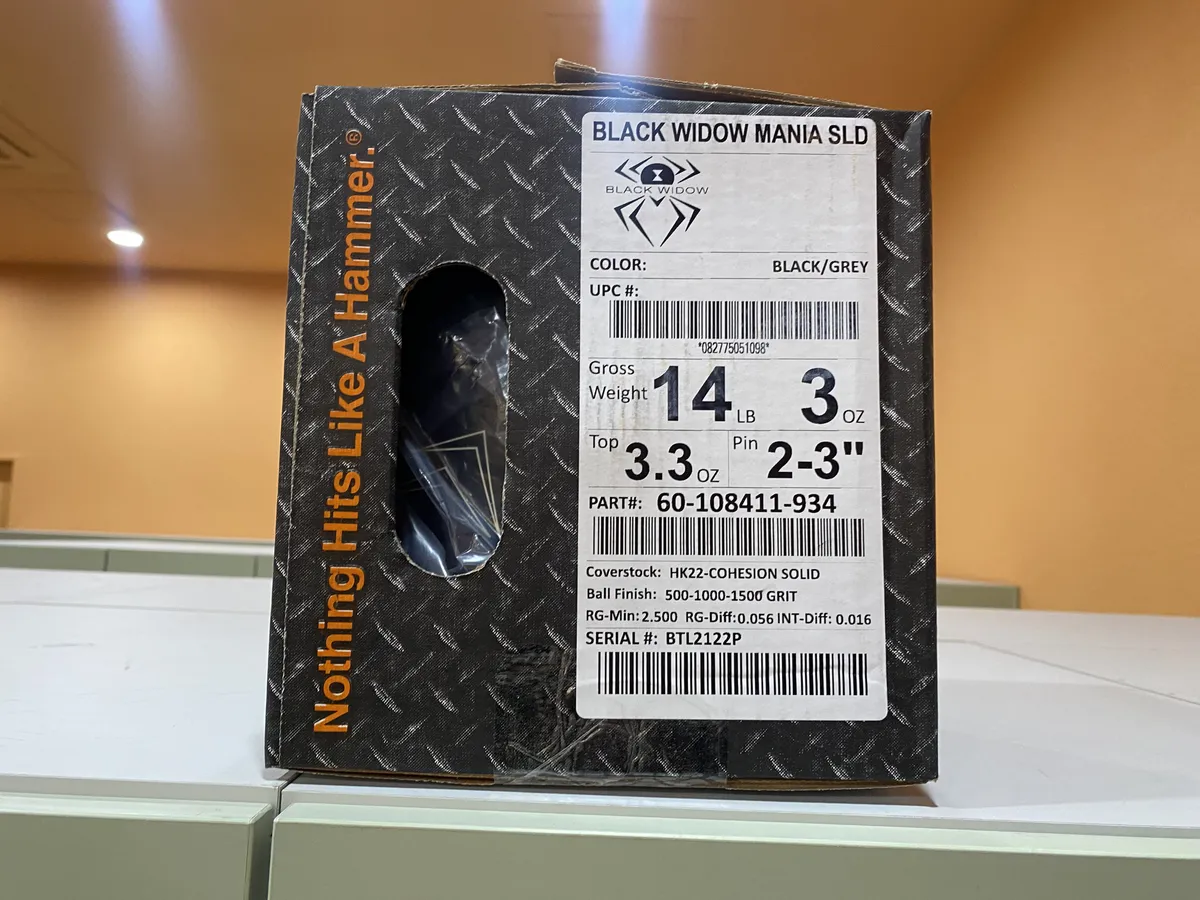 Nothing Hits Like A Hammer.®
BLACK WIDOW MANIA SLD
BLACK WIDOW
COLOR: BLACK/GREY
UPC #:
*082775051098*
Gross Weight 14 LB 3 OZ
Top 3.3 OZ Pin 2-3"
PART#: 60-108411-934
Coverstock: HK22-COHESION SOLID
Ball Finish: 500-1000-1500 GRIT
RG-Min: 2.500 RG-Diff: 0.056 INT-Diff: 0.016
SERIAL #: BTL2122P